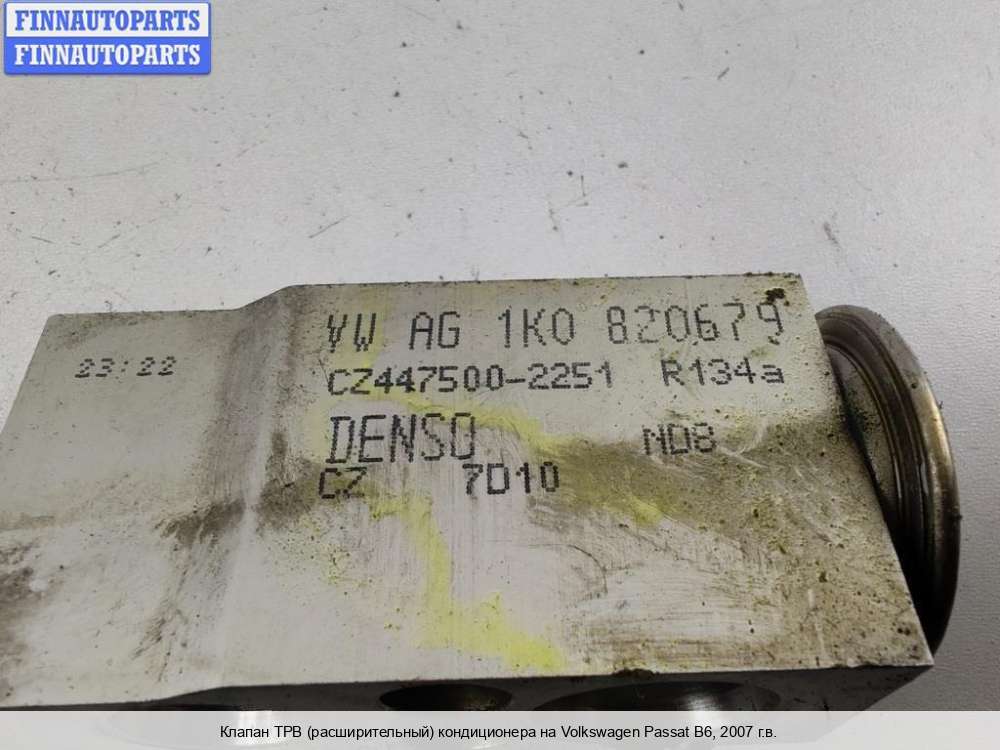 FINNAUTOPARTS
FINNAUTOPARTS
VW AG 1K0 820679
23:22
CZ447500-2251 R134a
DENSO ND8
CZ 7D10
Клапан ТРВ (расширительный) кондиционера на Volkswagen Passat B6, 2007 г.в.